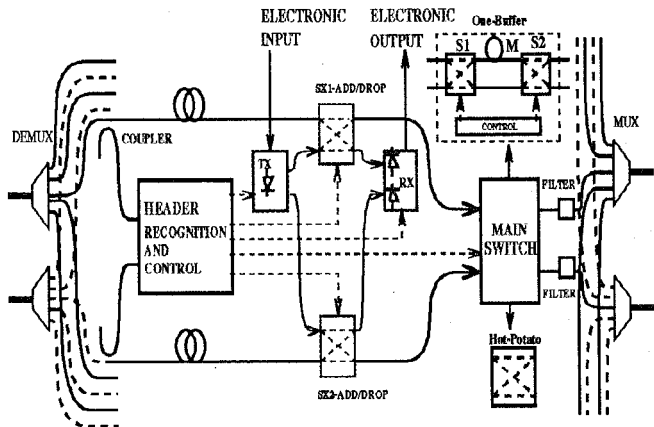 ELECTRONIC
INPUT
ELECTRONIC
OUTPUT
One-Buffer
S1
M
S2
CONTROL
SX1-ADD/DROP
DEMUX
COUPLER
MUX
TX
RX
HEADER
RECOGNITION
AND
CONTROL
MAIN
SWITCH
FILTER
FILTER
Hot-Potato
SX2-ADD/DROP